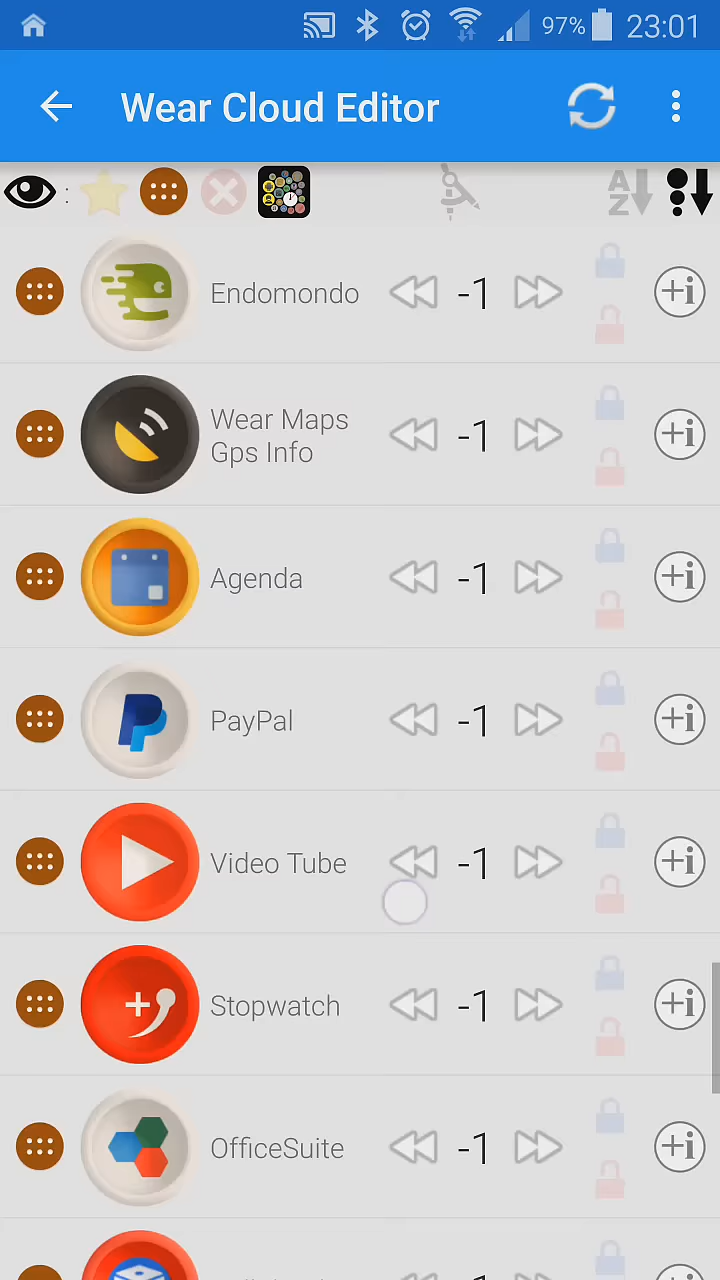 97% 23:01
Wear Cloud Editor
: AZ
Endomondo -1 +i
Wear Maps
Gps Info -1 +i
Agenda -1 +i
PayPal -1 +i
Video Tube -1 +i
Stopwatch -1 +i
OfficeSuite -1 +i